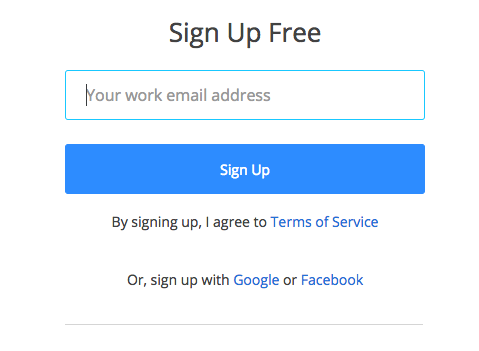 Sign Up Free
Your work email address
Sign Up
By signing up, I agree to Terms of Service
Or, sign up with Google or Facebook